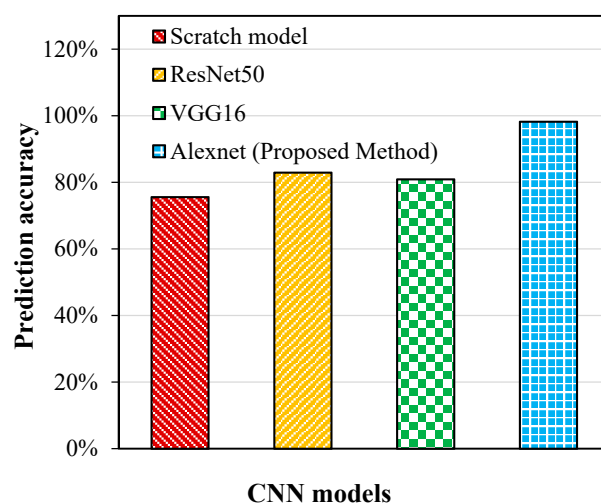 120%
100%
80%
60%
40%
20%
0%
Prediction accuracy
Scratch model
ResNet50
VGG16
Alexnet (Proposed Method)
CNN models